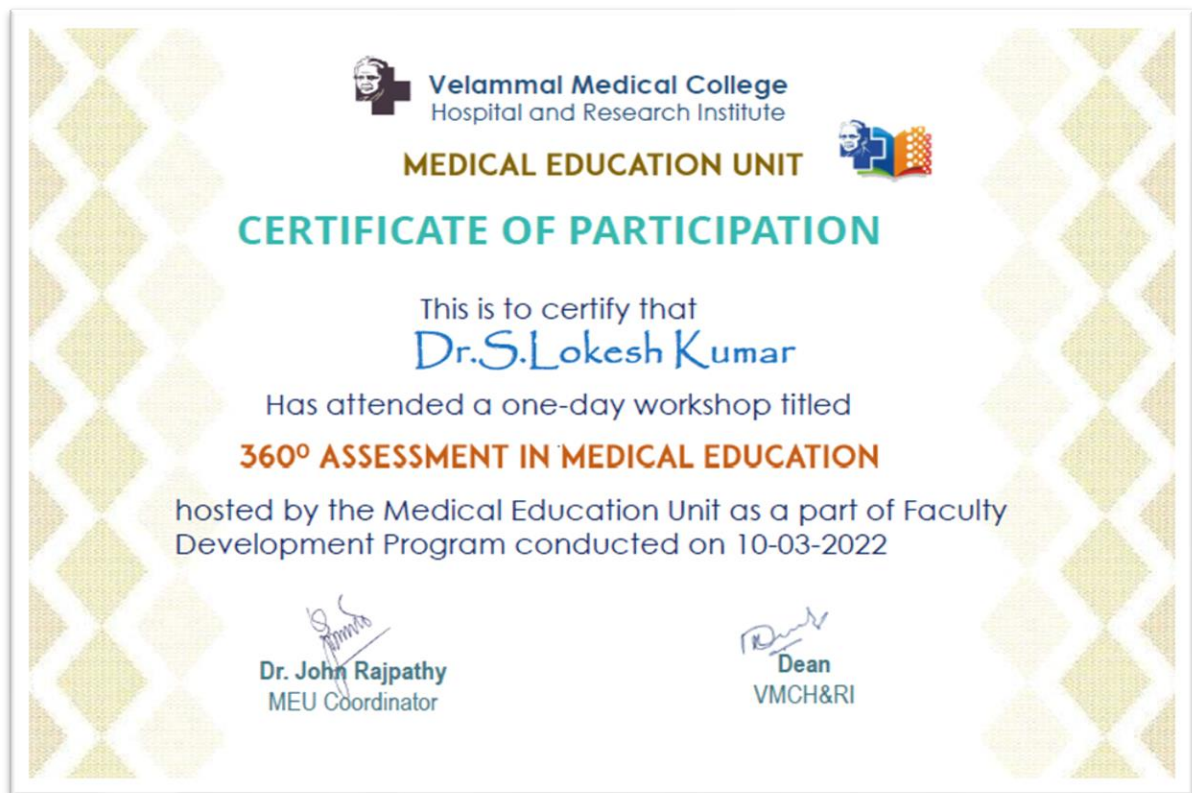 Velammal Medical College
Hospital and Research Institute
MEDICAL EDUCATION UNIT
CERTIFICATE OF PARTICIPATION
This is to certify that
Dr.S.Lokesh Kumar
Has attended a one-day workshop titled
360⁰ ASSESSMENT IN MEDICAL EDUCATION
hosted by the Medical Education Unit as a part of Faculty
Development Program conducted on 10-03-2022
Dr. John Rajpathy
MEU Coordinator
Dean
VMCH&RI